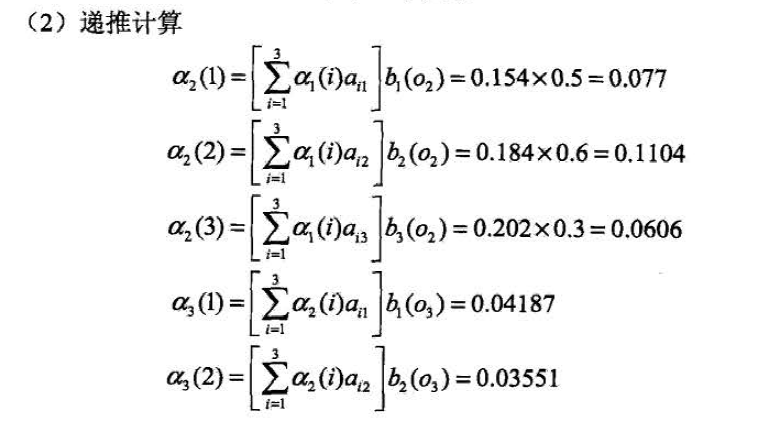 （2）递推计算
α₂(1) = [∑_{i=1}^{3} α₁(i)a_{i1}] b₁(o₂) = 0.154×0.5 = 0.077
α₂(2) = [∑_{i=1}^{3} α₁(i)a_{i2}] b₂(o₂) = 0.184×0.6 = 0.1104
α₂(3) = [∑_{i=1}^{3} α₁(i)a_{i3}] b₃(o₂) = 0.202×0.3 = 0.0606
α₃(1) = [∑_{i=1}^{3} α₂(i)a_{i1}] b₁(o₃) = 0.04187
α₃(2) = [∑_{i=1}^{3} α₂(i)a_{i2}] b₂(o₃) = 0.03551